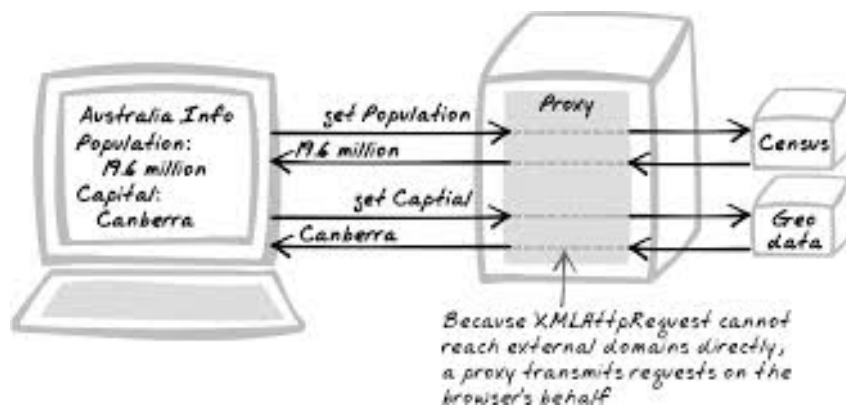 Australia Info
Population:
19.6 million
Capital:
Canberra
get Population
19.6 million
get Captial
Canberra
Proxy
Census
Geo
data
Because XMLHttpRequest cannot
reach external domains directly,
a proxy transmits requests on the
browser's behalf